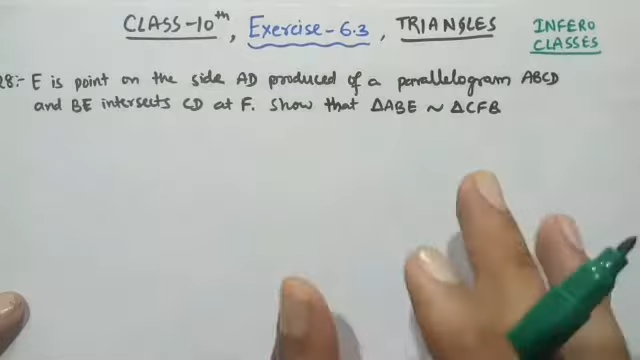 CLASS-10th, Exercise-6.3, TRIANGLES
INFERO
CLASSES
28:- E is point on the side AD produced of a parallelogram ABCD
and BE intersects CD at F. Show that ΔABE ~ ΔCFB